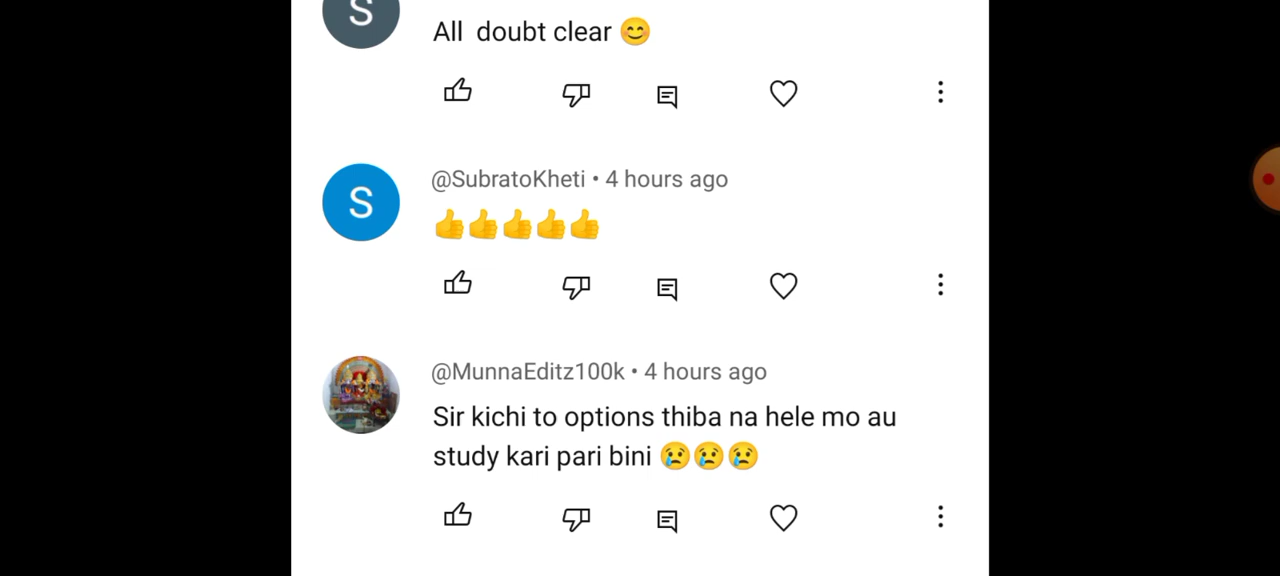 S
All doubt clear 😊
S
@SubratoKheti • 4 hours ago
👍👍👍👍👍
@MunnaEditz100k • 4 hours ago
Sir kichi to options thiba na hele mo au
study kari pari bini 😢😢😢